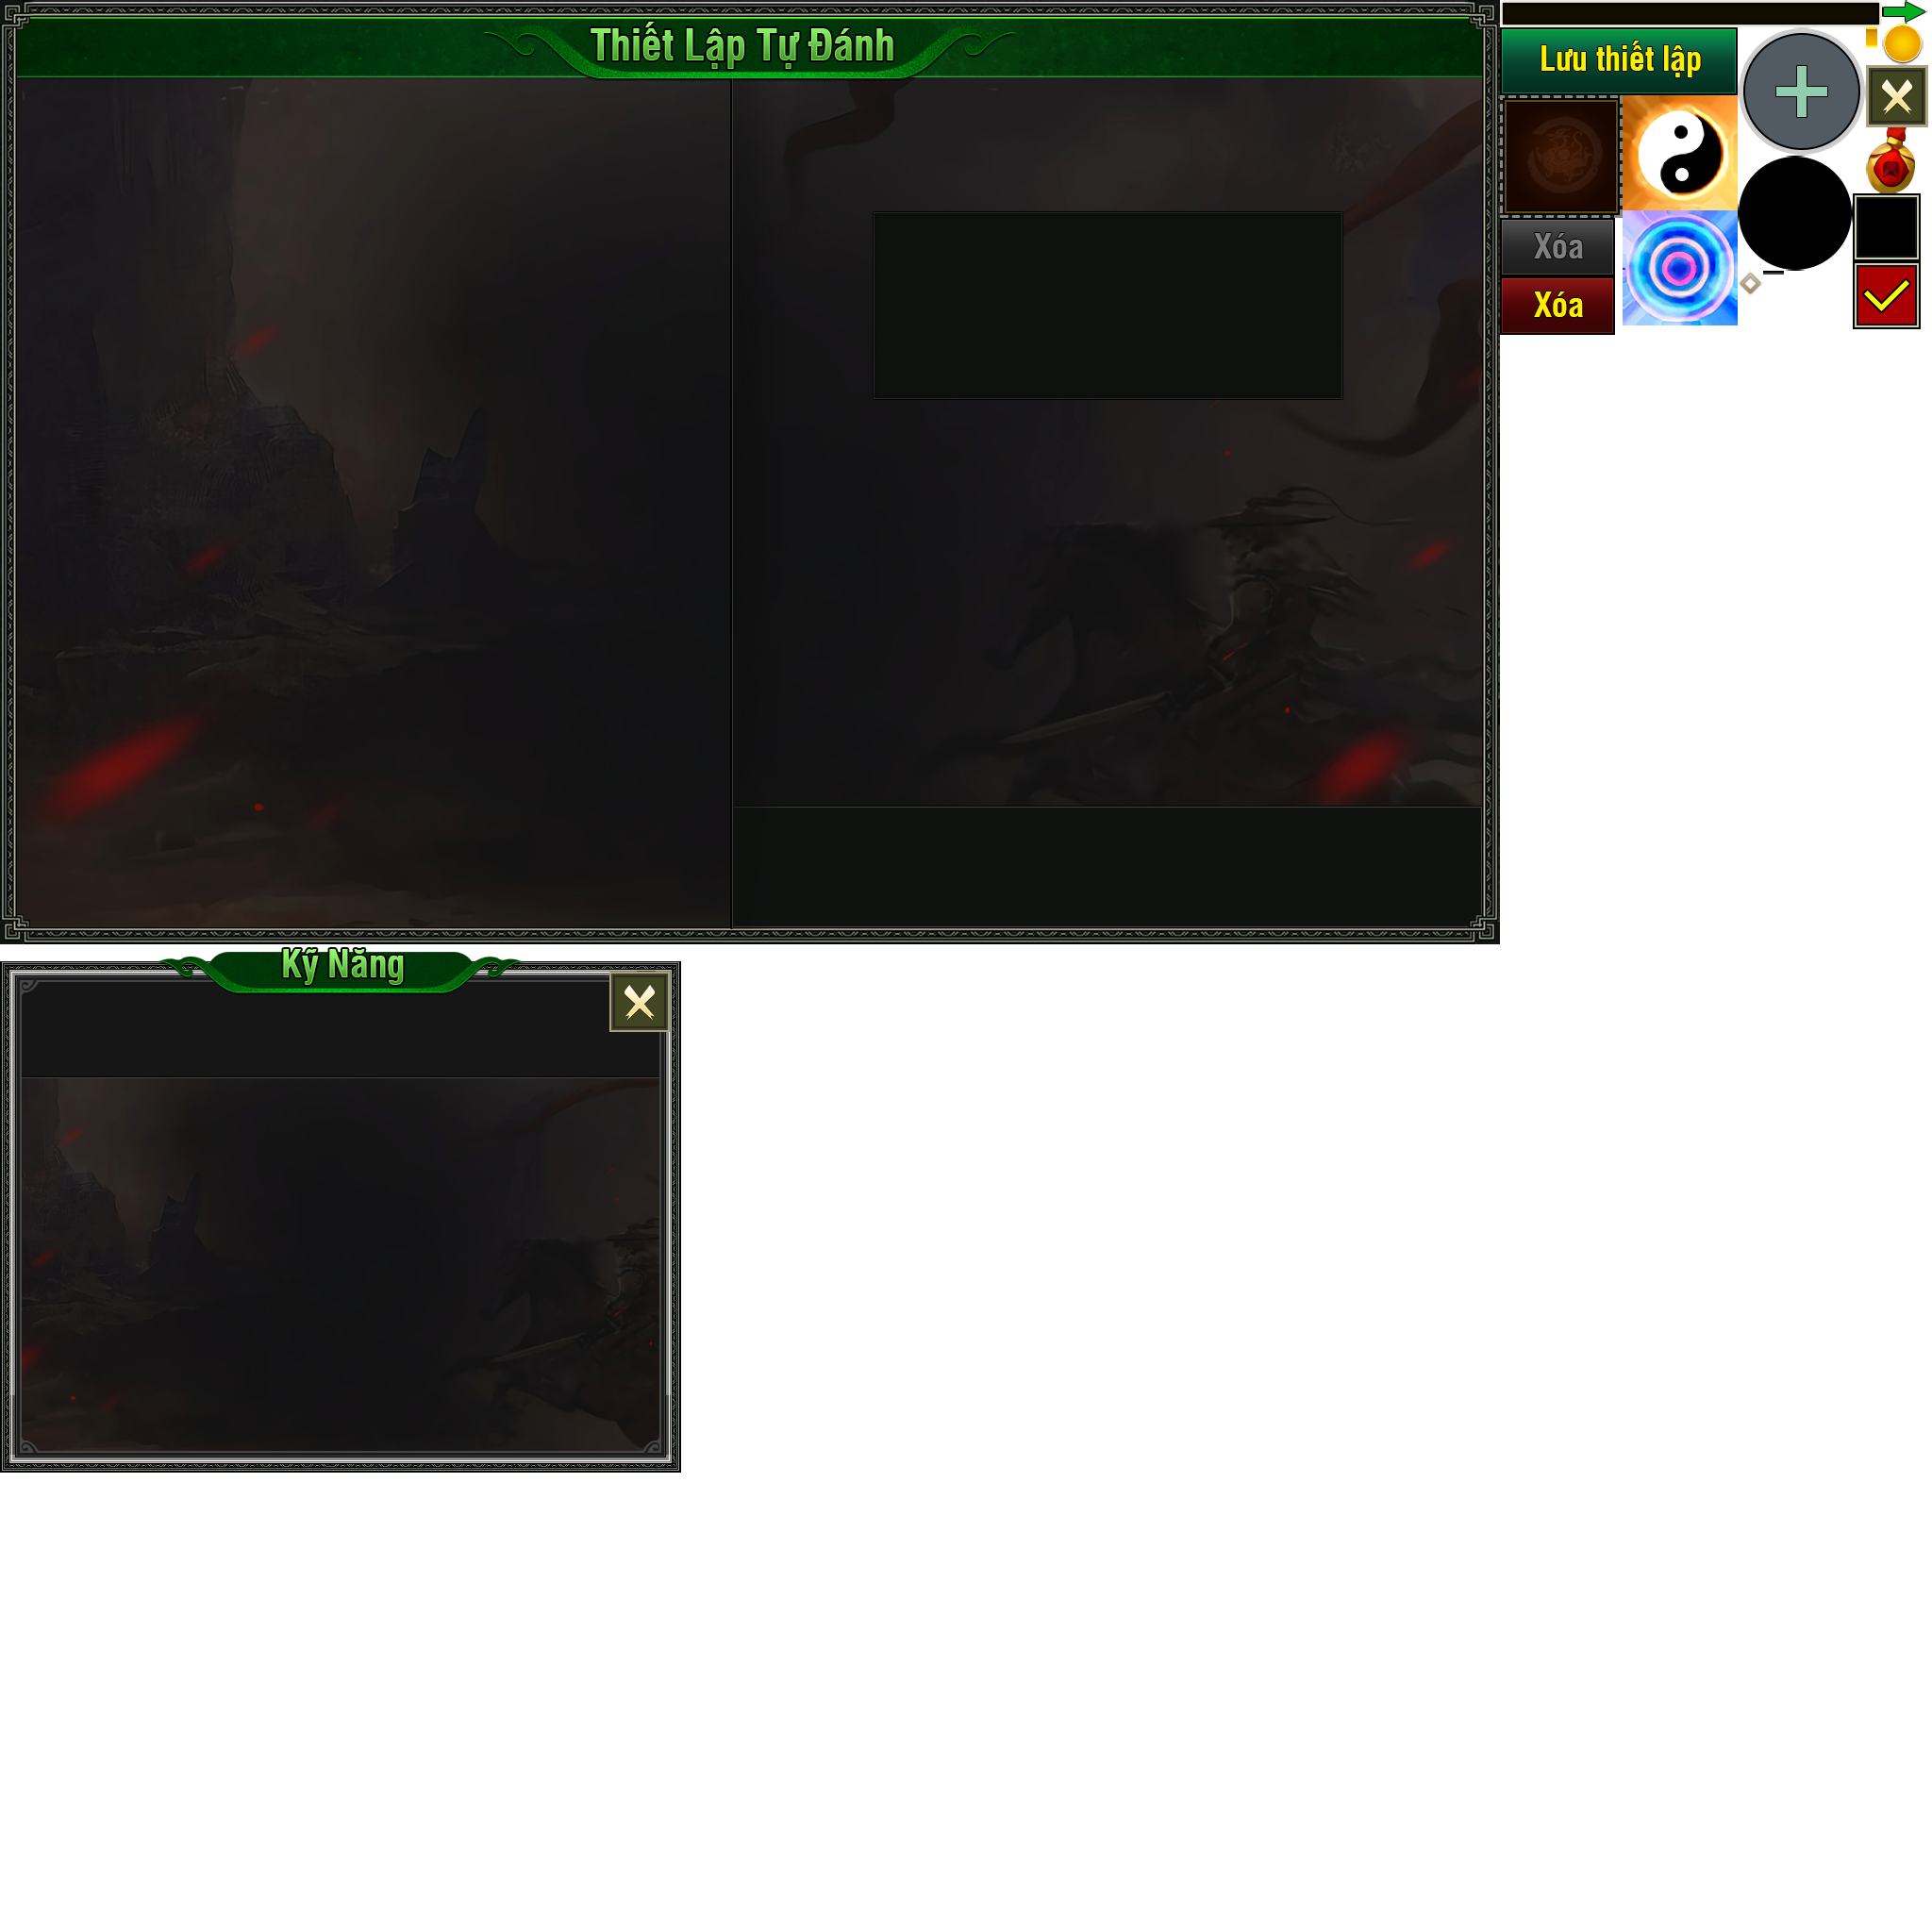 Thiết Lập Tự Đánh
Lưu thiết lập
Xóa
Xóa
Kỹ Năng